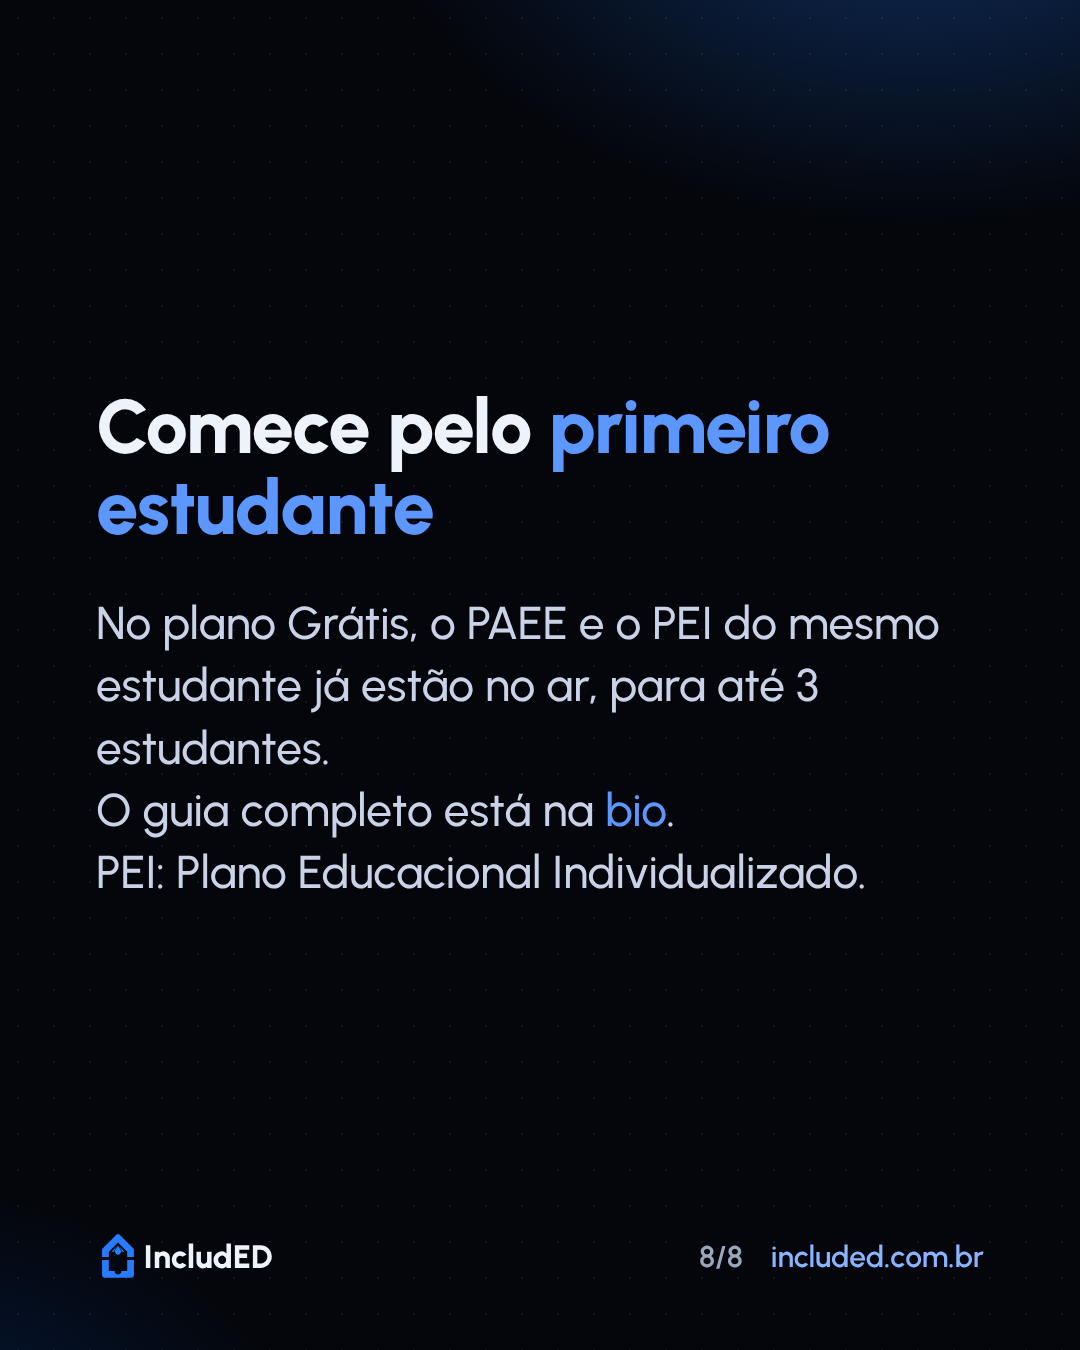 Comece pelo primeiro
estudante
No plano Grátis, o PAEE e o PEI do mesmo
estudante já estão no ar, para até 3
estudantes.
O guia completo está na bio.
PEI: Plano Educacional Individualizado.
IncludED
8/8 included.com.br